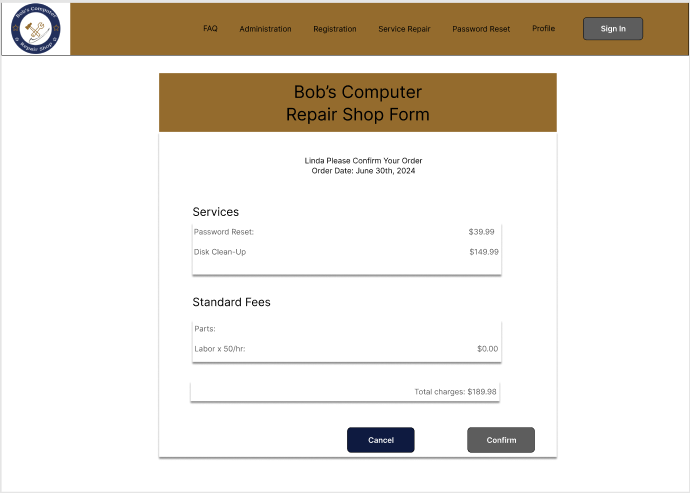 Bob's Computer
Repair Shop
FAQ Administration Registration Service Repair Password Reset Profile Sign In
Bob's Computer
Repair Shop Form
Linda Please Confirm Your Order
Order Date: June 30th, 2024
Services
Password Reset: $39.99
Disk Clean-Up $149.99
Standard Fees
Parts:
Labor x 50/hr: $0.00
Total charges: $189.98
Cancel Confirm